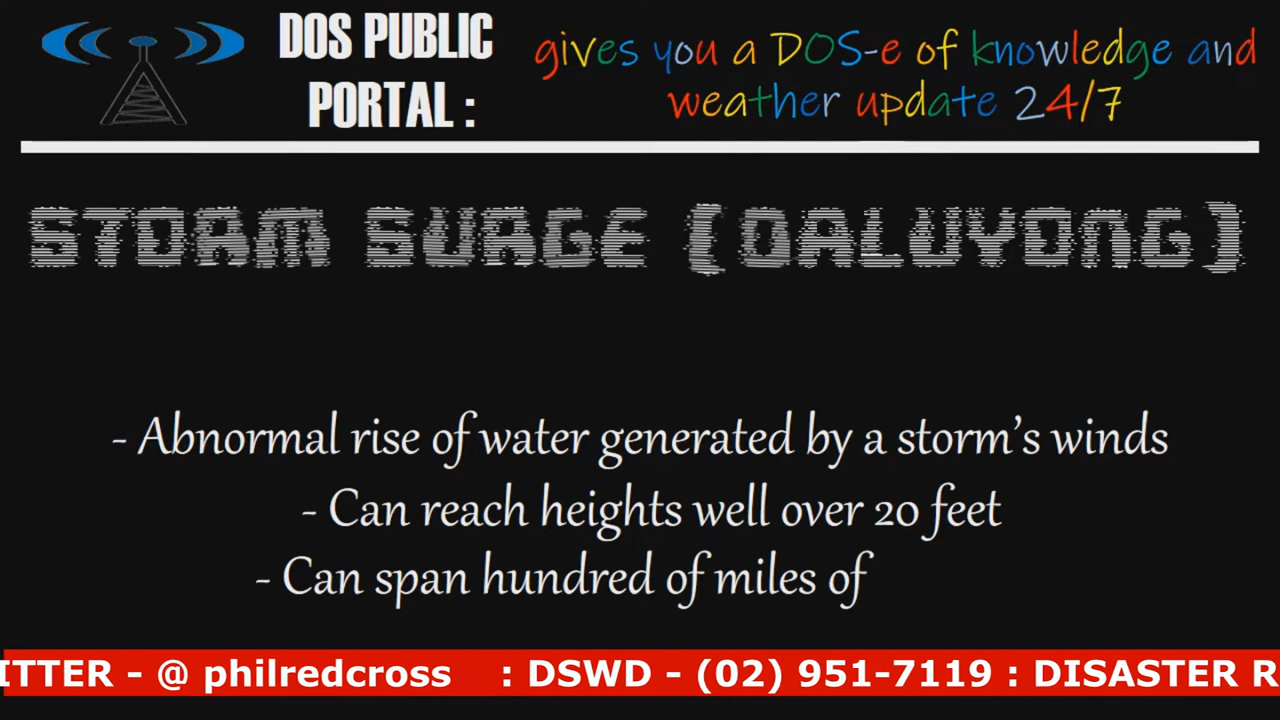 DOS PUBLIC
PORTAL :
gives you a DOS-e of knowledge and
weather update 24/7
STORM SURGE (DALUYONG)
- Abnormal rise of water generated by a storm's winds
- Can reach heights well over 20 feet
- Can span hundred of miles of
ITTER - @ philredcross : DSWD - (02) 951-7119 : DISASTER R